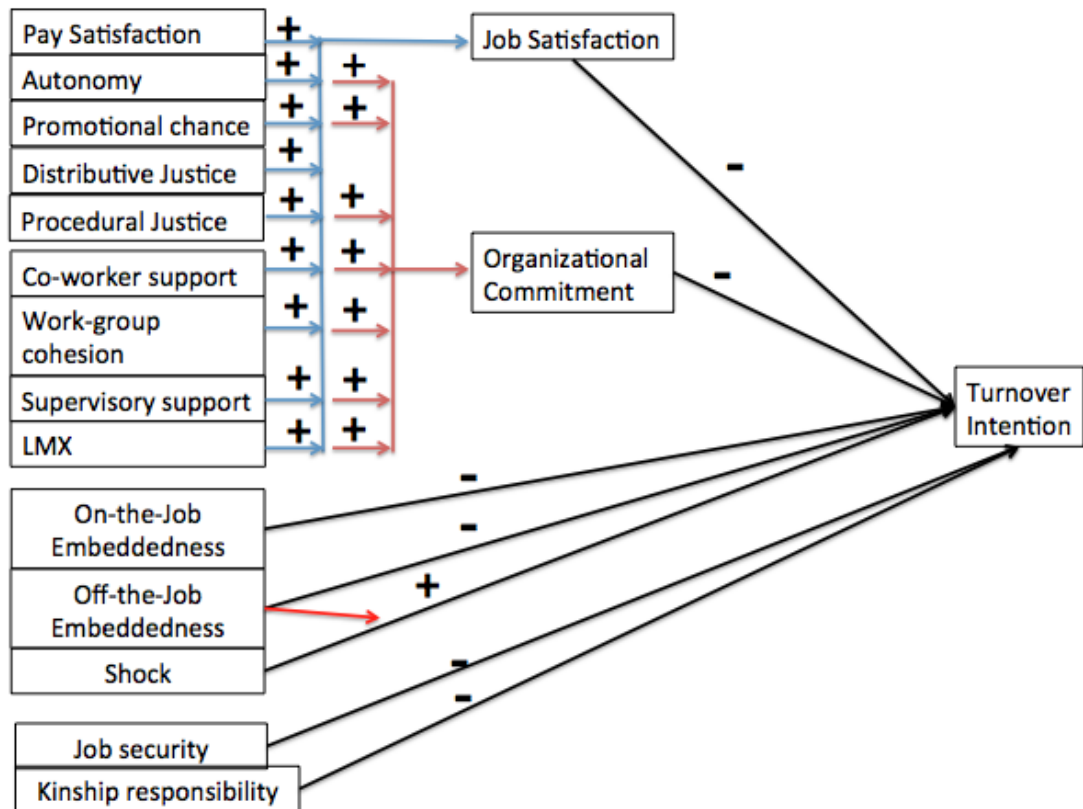 Pay Satisfaction
+
Job Satisfaction
Autonomy
+
+
Promotional chance
+
+
Distributive Justice
+
-
Procedural Justice
+
+
Co-worker support
+
+
Organizational
Commitment
-
Work-group
cohesion
+
+
Supervisory support
+
+
Turnover
Intention
LMX
+
+
On-the-Job
Embeddedness
-
-
Off-the-Job
Embeddedness
+
Shock
-
-
Job security
Kinship responsibility